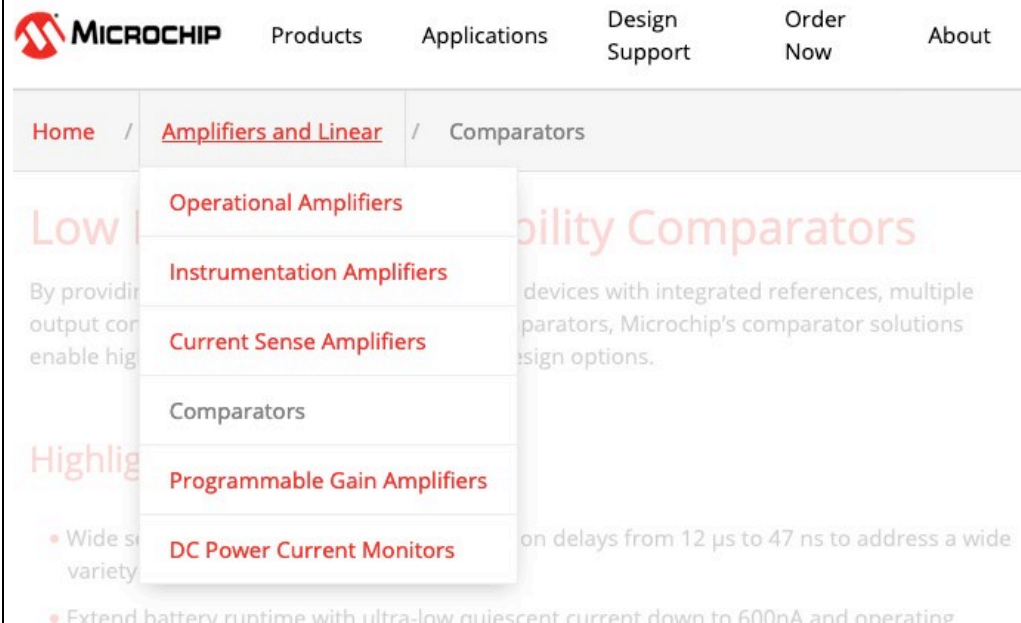 MICROCHIP Products Applications Design Support Order Now About
Home / Amplifiers and Linear / Comparators
Operational Amplifiers
Low bility Comparators
Instrumentation Amplifiers
By providin devices with integrated references, multiple
output con parators, Microchip's comparator solutions
Current Sense Amplifiers
enable hig esign options.
Comparators
Highlig
Programmable Gain Amplifiers
• Wide se on delays from 12 µs to 47 ns to address a wide
DC Power Current Monitors
variety
• Extend battery runtime with ultra-low quiescent current down to 600nA and operating